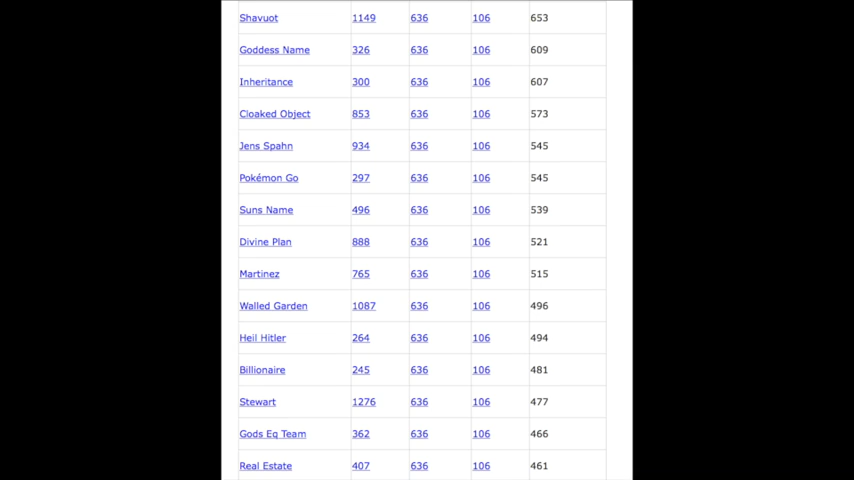 Shavuot 1149 636 106 653
Goddess Name 326 636 106 609
Inheritance 300 636 106 607
Cloaked Object 853 636 106 573
Jens Spahn 934 636 106 545
Pokémon Go 297 636 106 545
Suns Name 496 636 106 539
Divine Plan 888 636 106 521
Martinez 765 636 106 515
Walled Garden 1087 636 106 496
Heil Hitler 264 636 106 494
Billionaire 245 636 106 481
Stewart 1276 636 106 477
Gods Eq Team 362 636 106 466
Real Estate 407 636 106 461